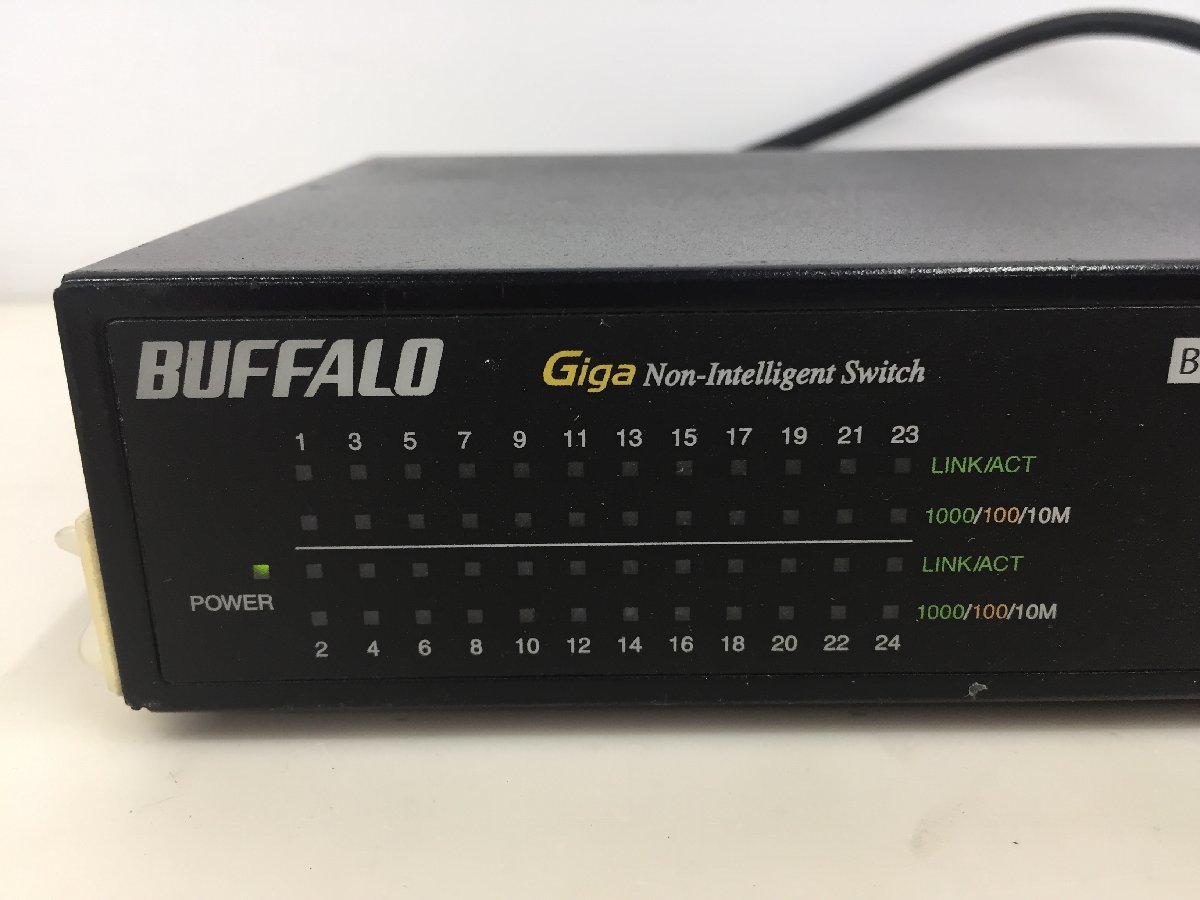 BUFFALO Giga Non-Intelligent Switch B
1 3 5 7 9 11 13 15 17 19 21 23
LINK/ACT
1000/100/10M
LINK/ACT
POWER
1000/100/10M
2 4 6 8 10 12 14 16 18 20 22 24